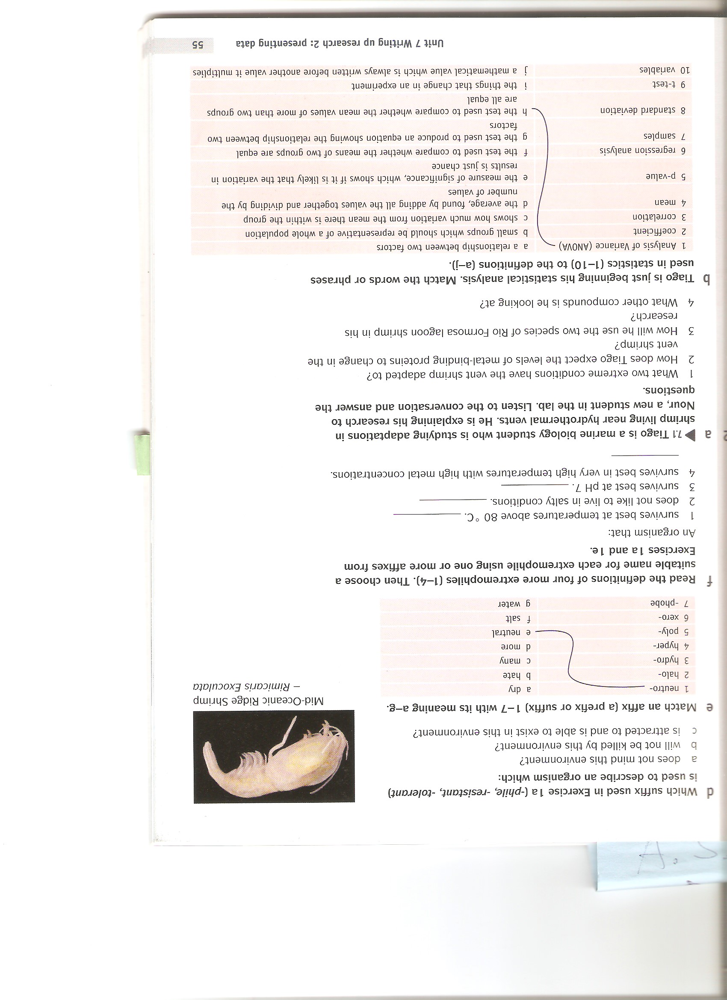 A. S.
d Which suffix used in Exercise 1a (-phile, -resistant, -tolerant)
is used to describe an organism which:
a does not mind this environment?
b will not be killed by this environment?
c is attracted to and is able to exist in this environment?
Mid-Oceanic Ridge Shrimp
– Rimicaris Exoculata
e Match an affix (a prefix or suffix) 1–7 with its meaning a–g.
1 neutro- a dry
2 halo- b hate
3 hydro- c many
4 hyper- d more
5 poly- e neutral
6 xero- f salt
7 -phobe g water
f Read the definitions of four more extremophiles (1–4). Then choose a
suitable name for each extremophile using one or more affixes from
Exercises 1a and 1e.
An organism that:
1 survives best at temperatures above 80 °C.
2 does not like to live in salty conditions.
3 survives best at pH 7.
4 survives best in very high temperatures with high metal concentrations.
2 a 7.1 Tiago is a marine biology student who is studying adaptations in
shrimp living near hydrothermal vents. He is explaining his research to
Nour, a new student in the lab. Listen to the conversation and answer the
questions.
1 What two extreme conditions have the vent shrimp adapted to?
2 How does Tiago expect the levels of metal-binding proteins to change in the
vent shrimp?
3 How will he use the two species of Rio Formosa lagoon shrimp in his
research?
4 What other compounds is he looking at?
b Tiago is just beginning his statistical analysis. Match the words or phrases
used in statistics (1–10) to the definitions (a–j).
1 Analysis of Variance (ANOVA) a a relationship between two factors
2 coefficient b small groups which should be representative of a whole population
3 correlation c shows how much variation from the mean there is within the group
4 mean d the average, found by adding all the values together and dividing by the
number of values
5 p-value e the measure of significance, which shows if it is likely that the variation in
results is just chance
6 regression analysis f the test used to compare whether the means of two groups are equal
7 samples g the test used to produce an equation showing the relationship between two
factors
8 standard deviation h the test used to compare whether the mean values of more than two groups
are all equal
9 t-test i the things that change in an experiment
10 variables j a mathematical value which is always written before another value it multiplies
Unit 7 Writing up research 2: presenting data 55